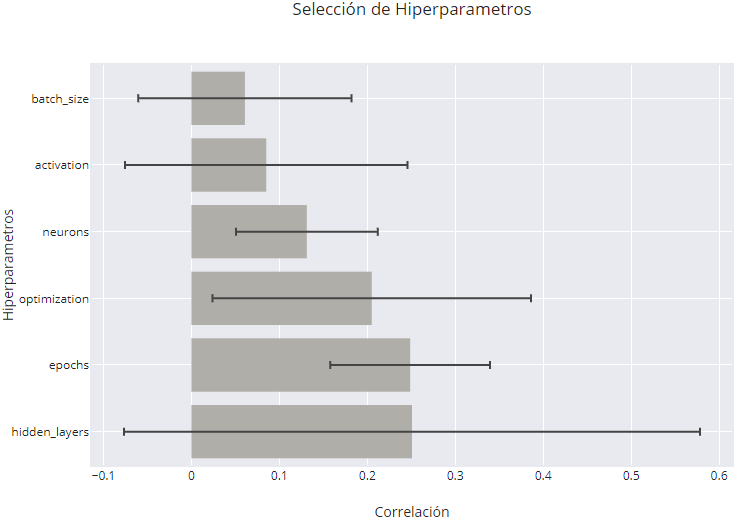 Selección de Hiperparametros
batch_size
activation
neurons
optimization
epochs
hidden_layers
Hiperparametros
−0.1 0 0.1 0.2 0.3 0.4 0.5 0.6
Correlación